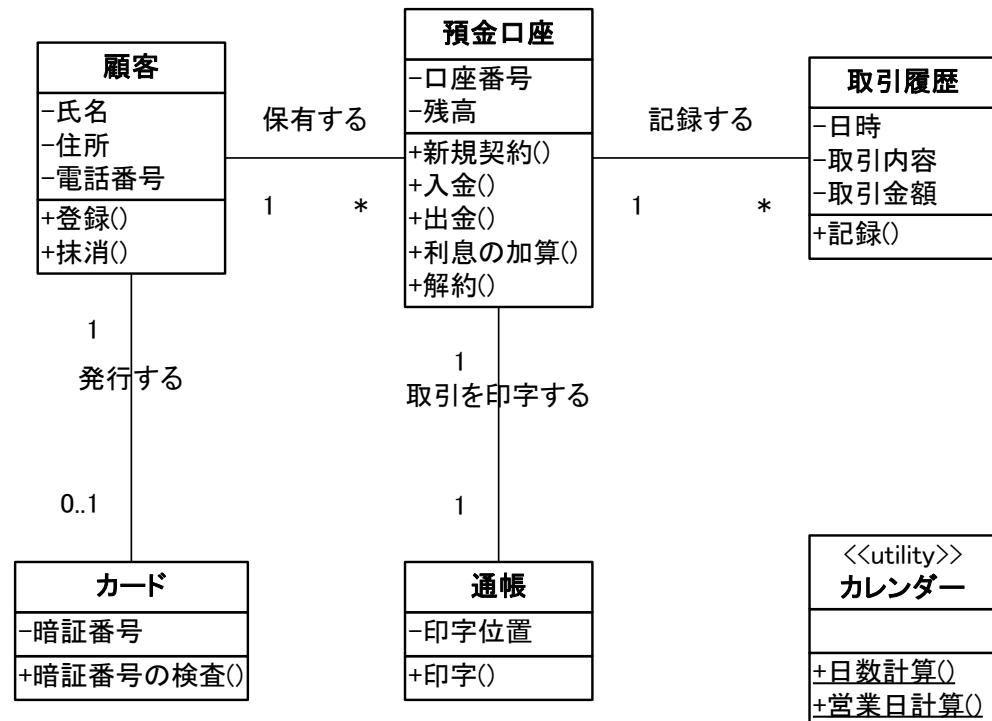 顧客
-氏名
-住所
-電話番号
+登録()
+抹消()
保有する
1
*
預金口座
-口座番号
-残高
+新規契約()
+入金()
+出金()
+利息の加算()
+解約()
記録する
1
*
取引履歴
-日時
-取引内容
-取引金額
+記録()
1
発行する
0..1
1
取引を印字する
1
カード
-暗証番号
+暗証番号の検査()
通帳
-印字位置
+印字()
<<utility>>
カレンダー
+日数計算()
+営業日計算()